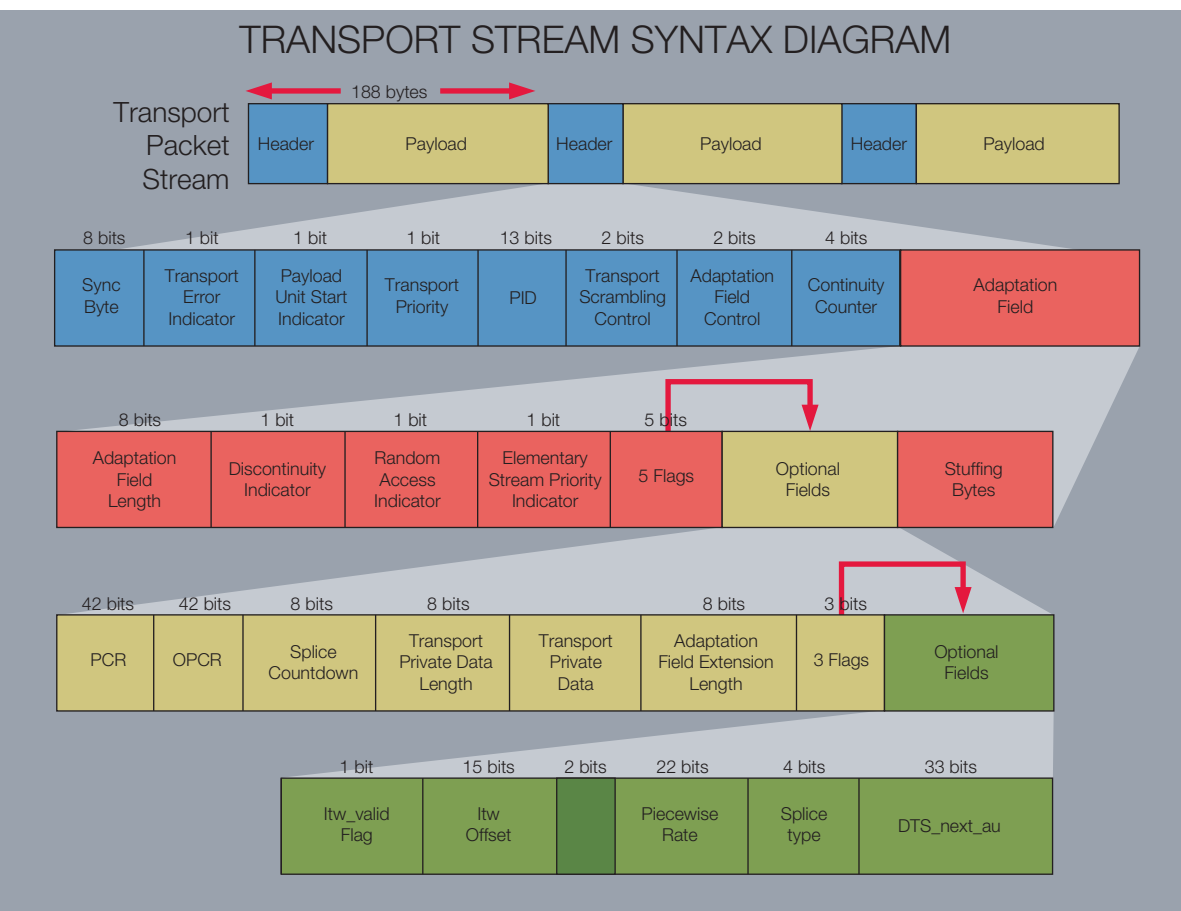 TRANSPORT STREAM SYNTAX DIAGRAM
188 bytes
Transport
Packet
Stream
Header
Payload
Header
Payload
Header
Payload
8 bits
1 bit
1 bit
1 bit
13 bits
2 bits
2 bits
4 bits
Sync
Byte
Transport
Error
Indicator
Payload
Unit Start
Indicator
Transport
Priority
PID
Transport
Scrambling
Control
Adaptation
Field
Control
Continuity
Counter
Adaptation
Field
8 bits
1 bit
1 bit
1 bit
5 bits
Adaptation
Field
Length
Discontinuity
Indicator
Random
Access
Indicator
Elementary
Stream Priority
Indicator
5 Flags
Optional
Fields
Stuffing
Bytes
42 bits
42 bits
8 bits
8 bits
8 bits
3 bits
PCR
OPCR
Splice
Countdown
Transport
Private Data
Length
Transport
Private
Data
Adaptation
Field Extension
Length
3 Flags
Optional
Fields
1 bit
15 bits
2 bits
22 bits
4 bits
33 bits
ltw_valid
Flag
ltw
Offset
Piecewise
Rate
Splice
type
DTS_next_au